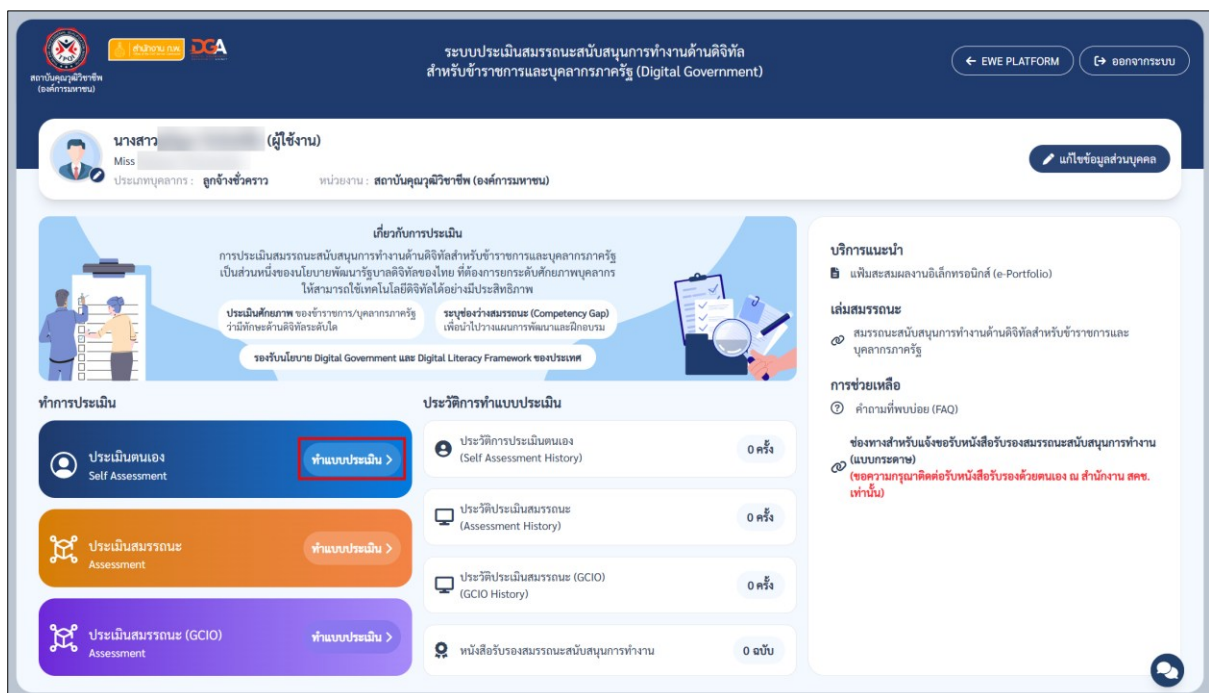 TPQI
สถาบันคุณวุฒิวิชาชีพ
(องค์การมหาชน)
สำนักงาน ก.พ.
DGA
ระบบประเมินสมรรถนะสนับสนุนการทำงานด้านดิจิทัล
สำหรับข้าราชการและบุคลากรภาครัฐ (Digital Government)
← EWE PLATFORM
ออกจากระบบ
นางสาว (ผู้ใช้งาน)
Miss
ประเภทบุคลากร : ลูกจ้างชั่วคราว หน่วยงาน : สถาบันคุณวุฒิวิชาชีพ (องค์การมหาชน)
แก้ไขข้อมูลส่วนบุคคล
เกี่ยวกับการประเมิน
การประเมินสมรรถนะสนับสนุนการทำงานด้านดิจิทัลสำหรับข้าราชการและบุคลากรภาครัฐ
เป็นส่วนหนึ่งของนโยบายพัฒนารัฐบาลดิจิทัลของไทย ที่ต้องการยกระดับศักยภาพบุคลากร
ให้สามารถใช้เทคโนโลยีดิจิทัลได้อย่างมีประสิทธิภาพ
ประเมินศักยภาพ ของข้าราชการ/บุคลากรภาครัฐ
ว่ามีทักษะด้านดิจิทัลระดับใด
ระบุช่องว่างสมรรถนะ (Competency Gap)
เพื่อนำไปวางแผนการพัฒนาและฝึกอบรม
รองรับนโยบาย Digital Government และ Digital Literacy Framework ของประเทศ
ทำการประเมิน
ประเมินตนเอง
Self Assessment
ทำแบบประเมิน >
ประเมินสมรรถนะ
Assessment
ทำแบบประเมิน >
ประเมินสมรรถนะ (GCIO)
Assessment
ทำแบบประเมิน >
ประวัติการทำแบบประเมิน
ประวัติการประเมินตนเอง
(Self Assessment History)
0 ครั้ง
ประวัติประเมินสมรรถนะ
(Assessment History)
0 ครั้ง
ประวัติประเมินสมรรถนะ (GCIO)
(GCIO History)
0 ครั้ง
หนังสือรับรองสมรรถนะสนับสนุนการทำงาน
0 ฉบับ
บริการแนะนำ
แฟ้มสะสมผลงานอิเล็กทรอนิกส์ (e-Portfolio)
เล่มสมรรถนะ
สมรรถนะสนับสนุนการทำงานด้านดิจิทัลสำหรับข้าราชการและ
บุคลากรภาครัฐ
การช่วยเหลือ
คำถามที่พบบ่อย (FAQ)
ช่องทางสำหรับแจ้งขอรับหนังสือรับรองสมรรถนะสนับสนุนการทำงาน
(แบบกระดาษ)
(ขอความกรุณาติดต่อรับหนังสือรับรองด้วยตนเอง ณ สำนักงาน สคช.
เท่านั้น)